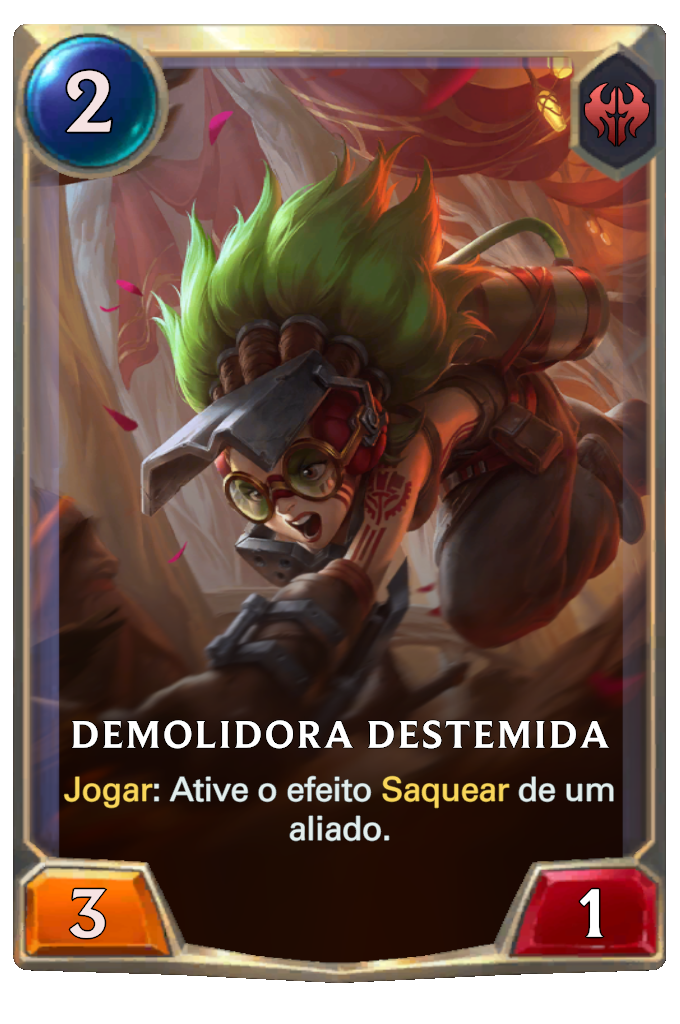 2
DEMOLIDORA DESTEMIDA
Jogar: Ative o efeito Saquear de um
aliado.
3
1